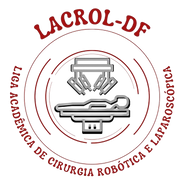 LACROL-DF
LIGA ACADÊMICA DE CIRURGIA ROBÓTICA E LAPAROSCÓPICA